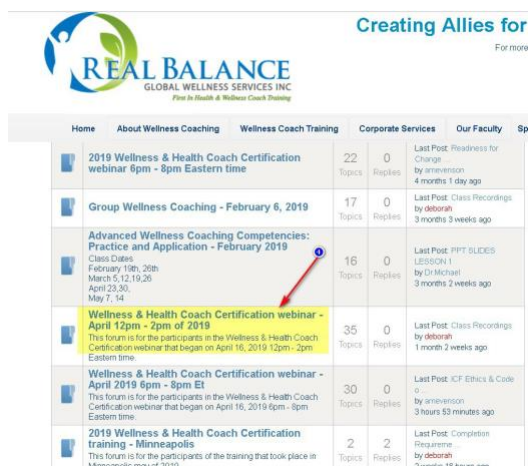 Creating Allies for
For more
REAL BALANCE
GLOBAL WELLNESS SERVICES INC
First In Health & Wellness Coach Training
Home About Wellness Coaching Wellness Coach Training Corporate Services Our Faculty Sp
2019 Wellness & Health Coach Certification
webinar 6pm - 8pm Eastern
time
22
Topics
0
Replies
Last Post: Readiness for
Change ...
by amevenson
4 months 1 day ago
Group Wellness Coaching - February 6, 2019
17
Topics
0
Replies
Last Post: Class Recordings
by deborah
3 months 3 weeks ago
Advanced Wellness Coaching Competencies:
Practice and Application - February 2019
Class Dates
February 19th, 26th
March 5,12,19,26
April 23,30,
May 7, 14
16
Topics
0
Replies
Last Post: PPT SLIDES
LESSON 1
by Dr.Michael
3 months 2 weeks ago
Wellness & Health Coach Certification webinar -
April 12pm - 2pm of 2019
This forum is for the participants in the Wellness & Health Coach
Certification webinar that began on April 16, 2019 12pm - 2pm
Eastern time.
35
Topics
0
Replies
Last Post: Class Recordings
by deborah
1 month 2 weeks ago
Wellness & Health Coach Certification webinar -
April 2019 6pm - 8pm Et
This forum is for the participants in the Wellness & Health Coach
Certification webinar that began on April 16, 2019 6pm - 8pm
Eastern time.
30
Topics
0
Replies
Last Post: ICF Ethics & Code
o ...
by amevenson
3 hours 53 minutes ago
2019 Wellness & Health Coach Certification
training - Minneapolis
This forum is for the participants of the training that took place in
Minneapolis may of 2019
2
Topics
2
Replies
Last Post: Completion
Requireme ...
by deborah
2 weeks 16 hours ago